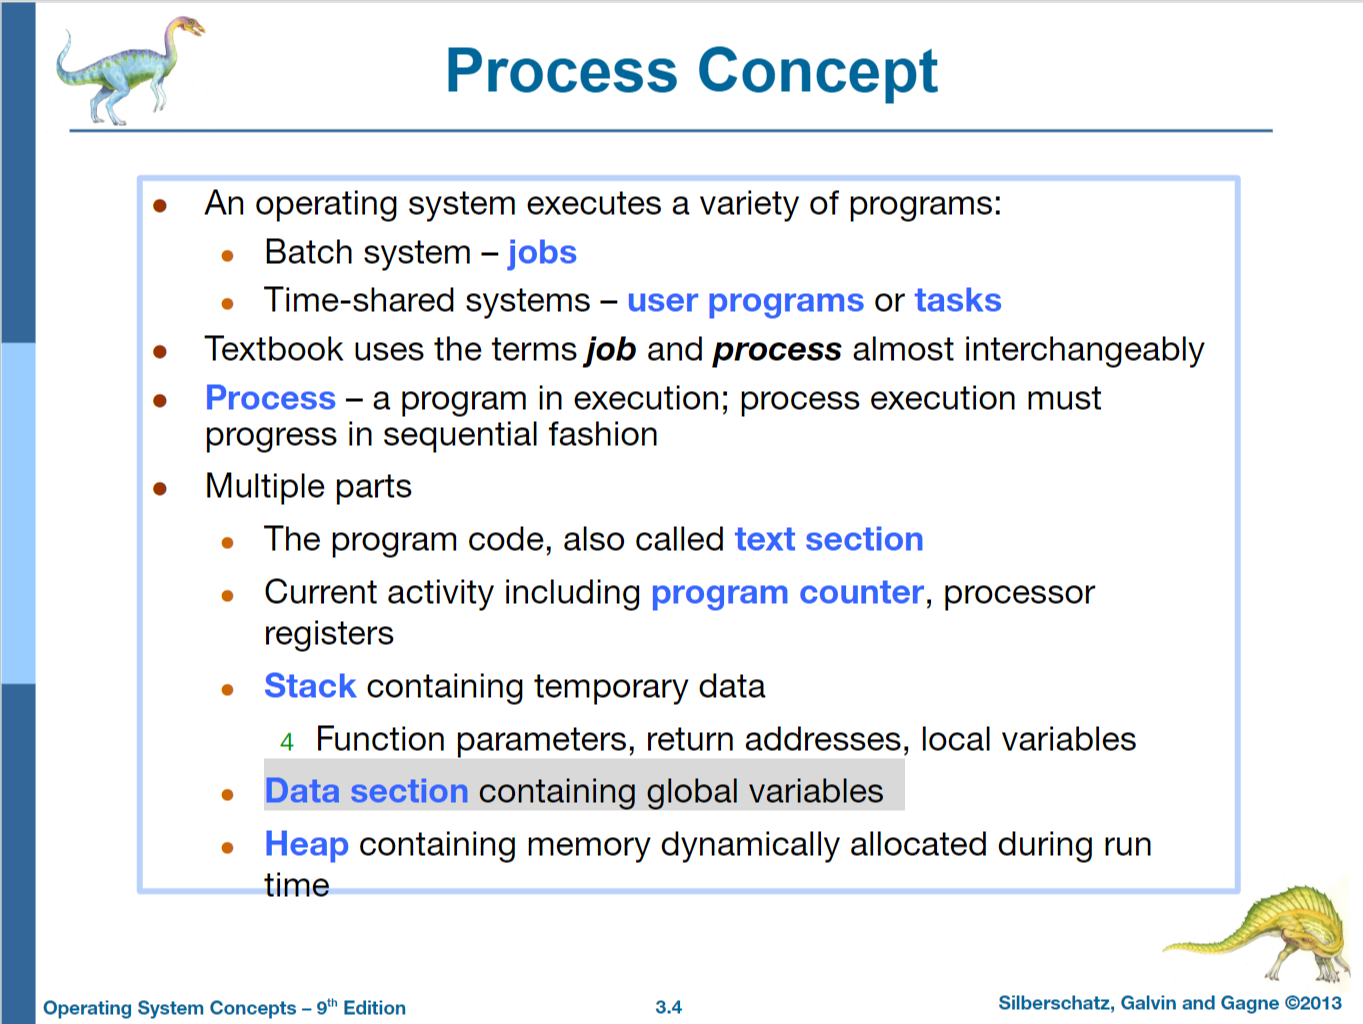 Process Concept
An operating system executes a variety of programs:
Batch system – jobs
Time-shared systems – user programs or tasks
Textbook uses the terms job and process almost interchangeably
Process – a program in execution; process execution must
progress in sequential fashion
Multiple parts
The program code, also called text section
Current activity including program counter, processor
registers
Stack containing temporary data
4 Function parameters, return addresses, local variables
Data section containing global variables
Heap containing memory dynamically allocated during run
time
Operating System Concepts – 9th Edition
3.4
Silberschatz, Galvin and Gagne ©2013